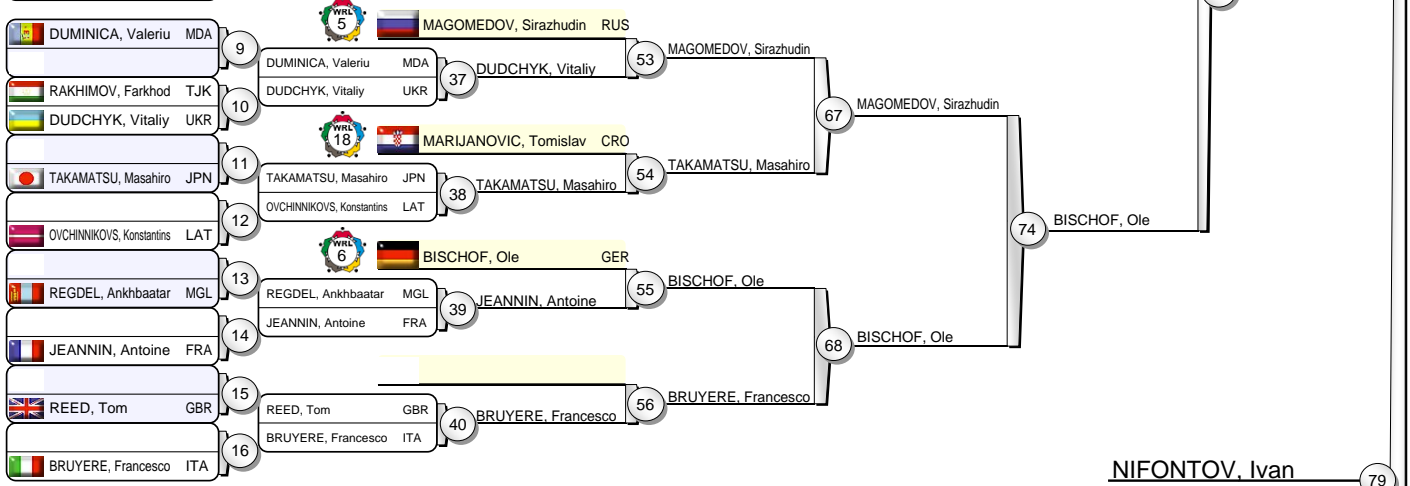 DUMINICA, Valeriu MDA
9
RAKHIMOV, Farkhod TJK
10
DUDCHYK, Vitaliy UKR
11
TAKAMATSU, Masahiro JPN
12
OVCHINNIKOVS, Konstantins LAT
13
REGDEL, Ankhbaatar MGL
14
JEANNIN, Antoine FRA
15
REED, Tom GBR
16
BRUYERE, Francesco ITA
WRL
5
MAGOMEDOV, Sirazhudin RUS
DUMINICA, Valeriu MDA
DUDCHYK, Vitaliy UKR
37
DUDCHYK, Vitaliy
53
WRL
18
MARIJANOVIC, Tomislav CRO
TAKAMATSU, Masahiro JPN
OVCHINNIKOVS, Konstantins LAT
38
TAKAMATSU, Masahiro
54
WRL
6
BISCHOF, Ole GER
REGDEL, Ankhbaatar MGL
JEANNIN, Antoine FRA
39
JEANNIN, Antoine
55
REED, Tom GBR
BRUYERE, Francesco ITA
40
BRUYERE, Francesco
56
MAGOMEDOV, Sirazhudin
67
TAKAMATSU, Masahiro
BISCHOF, Ole
68
BRUYERE, Francesco
MAGOMEDOV, Sirazhudin
74
BISCHOF, Ole
BISCHOF, Ole
NIFONTOV, Ivan
79